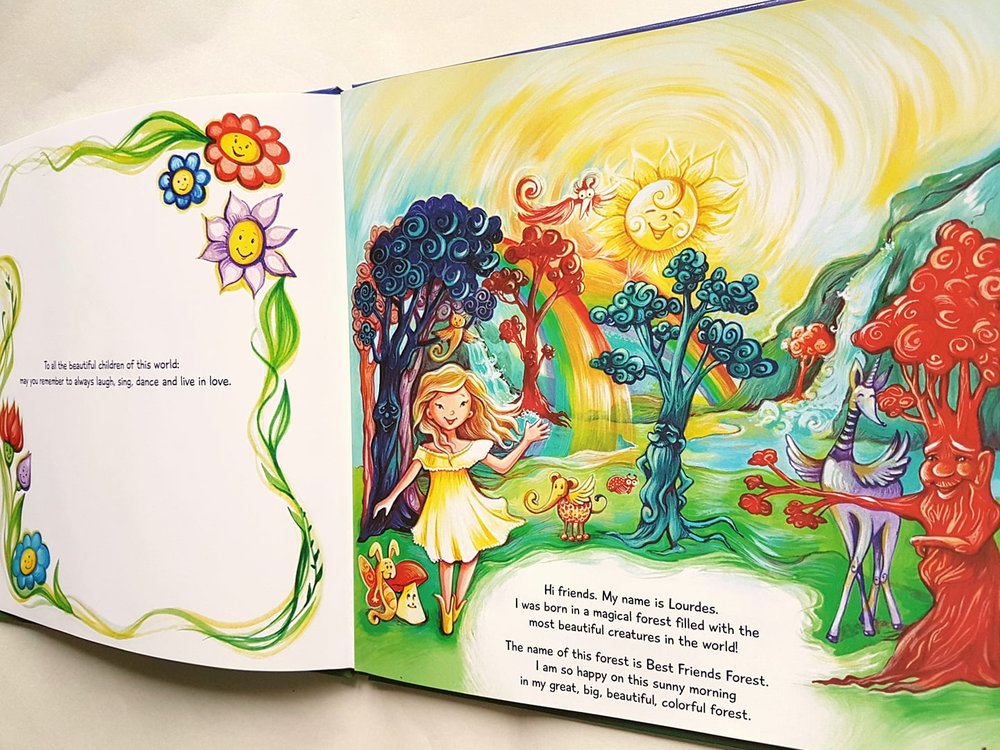 To all the beautiful children of this world:
may you remember to always laugh, sing, dance and live in love.
Hi friends. My name is Lourdes.
I was born in a magical forest filled with the
most beautiful creatures in the world!
The name of this forest is Best Friends Forest.
I am so happy on this sunny morning
in my great, big, beautiful, colorful forest.